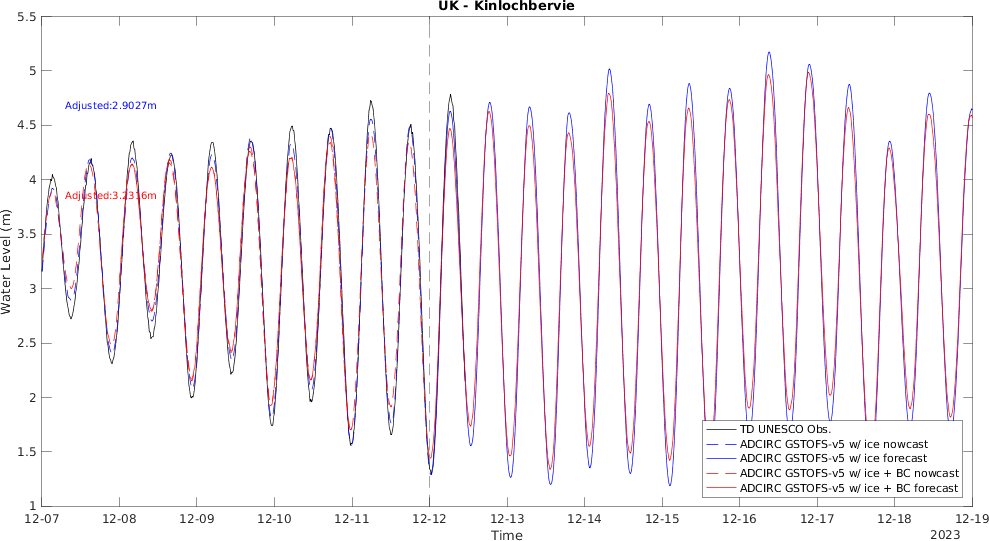 UK - Kinlochbervie
5.5
5
4.5
4
3.5
3
2.5
2
1.5
1
Water Level (m)
Adjusted:2.9027m
Adjusted:3.2316m
TD UNESCO Obs.
ADCIRC GSTOFS-v5 w/ ice nowcast
ADCIRC GSTOFS-v5 w/ ice forecast
ADCIRC GSTOFS-v5 w/ ice + BC nowcast
ADCIRC GSTOFS-v5 w/ ice + BC forecast
12-07 12-08 12-09 12-10 12-11 12-12 12-13 12-14 12-15 12-16 12-17 12-18 12-19
Time
2023